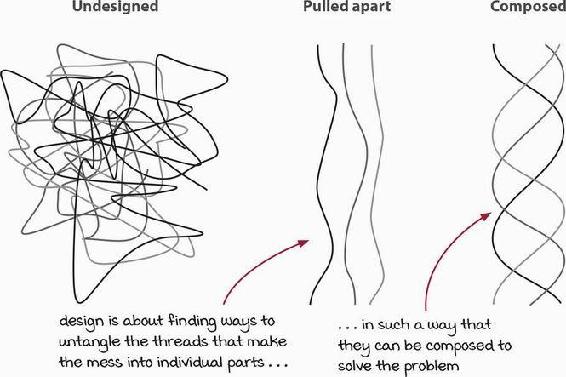 Undesigned
Pulled apart
Composed
design is about finding ways to
untangle the threads that make
the mess into individual parts ...
... in such a way that
they can be composed to
solve the problem